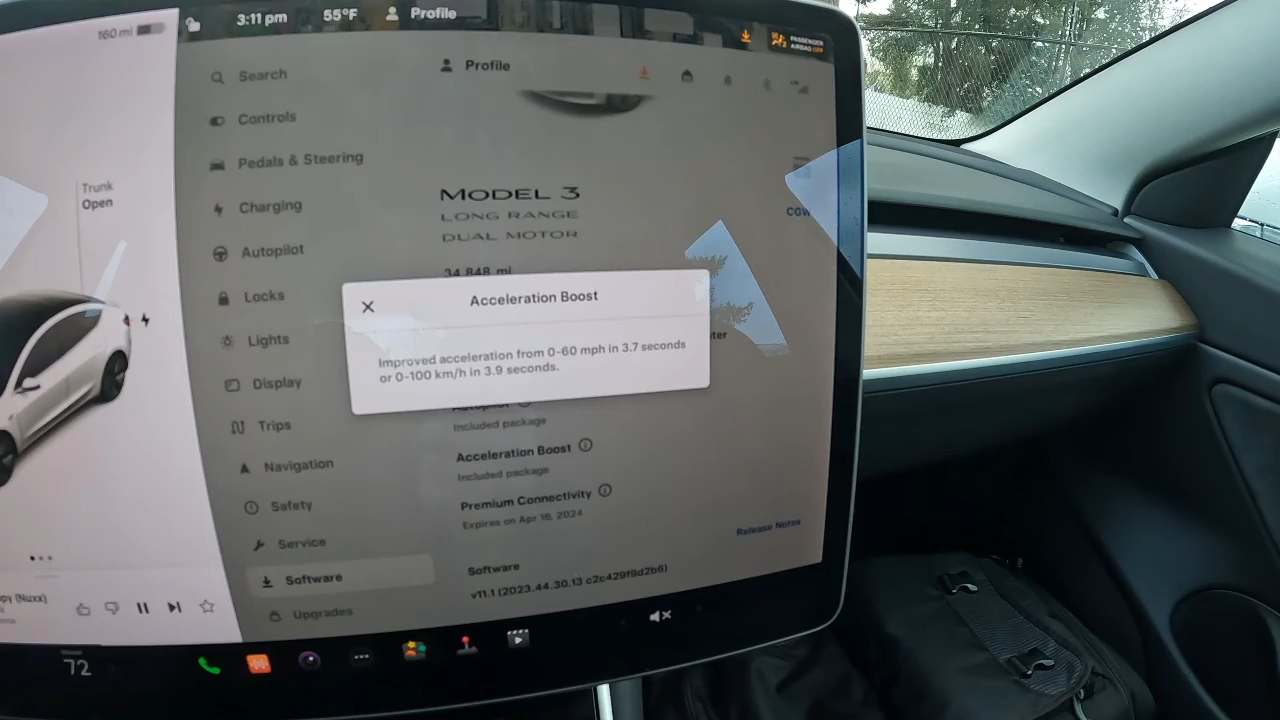 160 mi
3:11 pm
55°F
Profile
PASSENGER
AIRBAG OFF
Trunk
Open
Search
Controls
Pedals & Steering
Charging
Autopilot
Locks
Lights
Display
Trips
Navigation
Safety
Service
Software
Upgrades
Profile
MODEL 3
LONG RANGE
DUAL MOTOR
34,848 mi
Acceleration Boost
Improved acceleration from 0-60 mph in 3.7 seconds
or 0-100 km/h in 3.9 seconds.
Autopilot
Included package
Acceleration Boost
Included package
Premium Connectivity
Expires on Apr 16, 2024
Release Notes
Software
v11.1 (2023.44.30.13 c2c429f9d2b6)
72